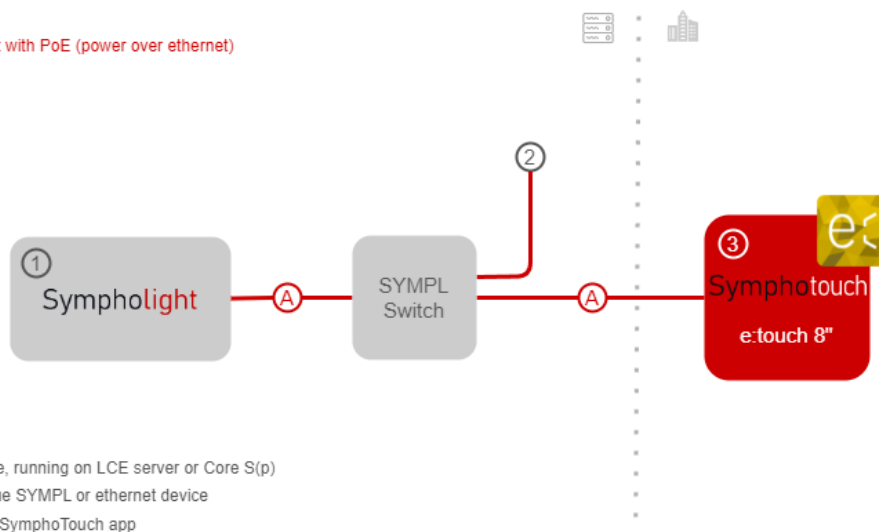 with PoE (power over ethernet)
2
1
Sympholight
A
SYMPL
Switch
A
3
e:
Symphotouch
e:touch 8"
running on LCE server or Core S(p)
SYMPL or ethernet device
SymphoTouch app